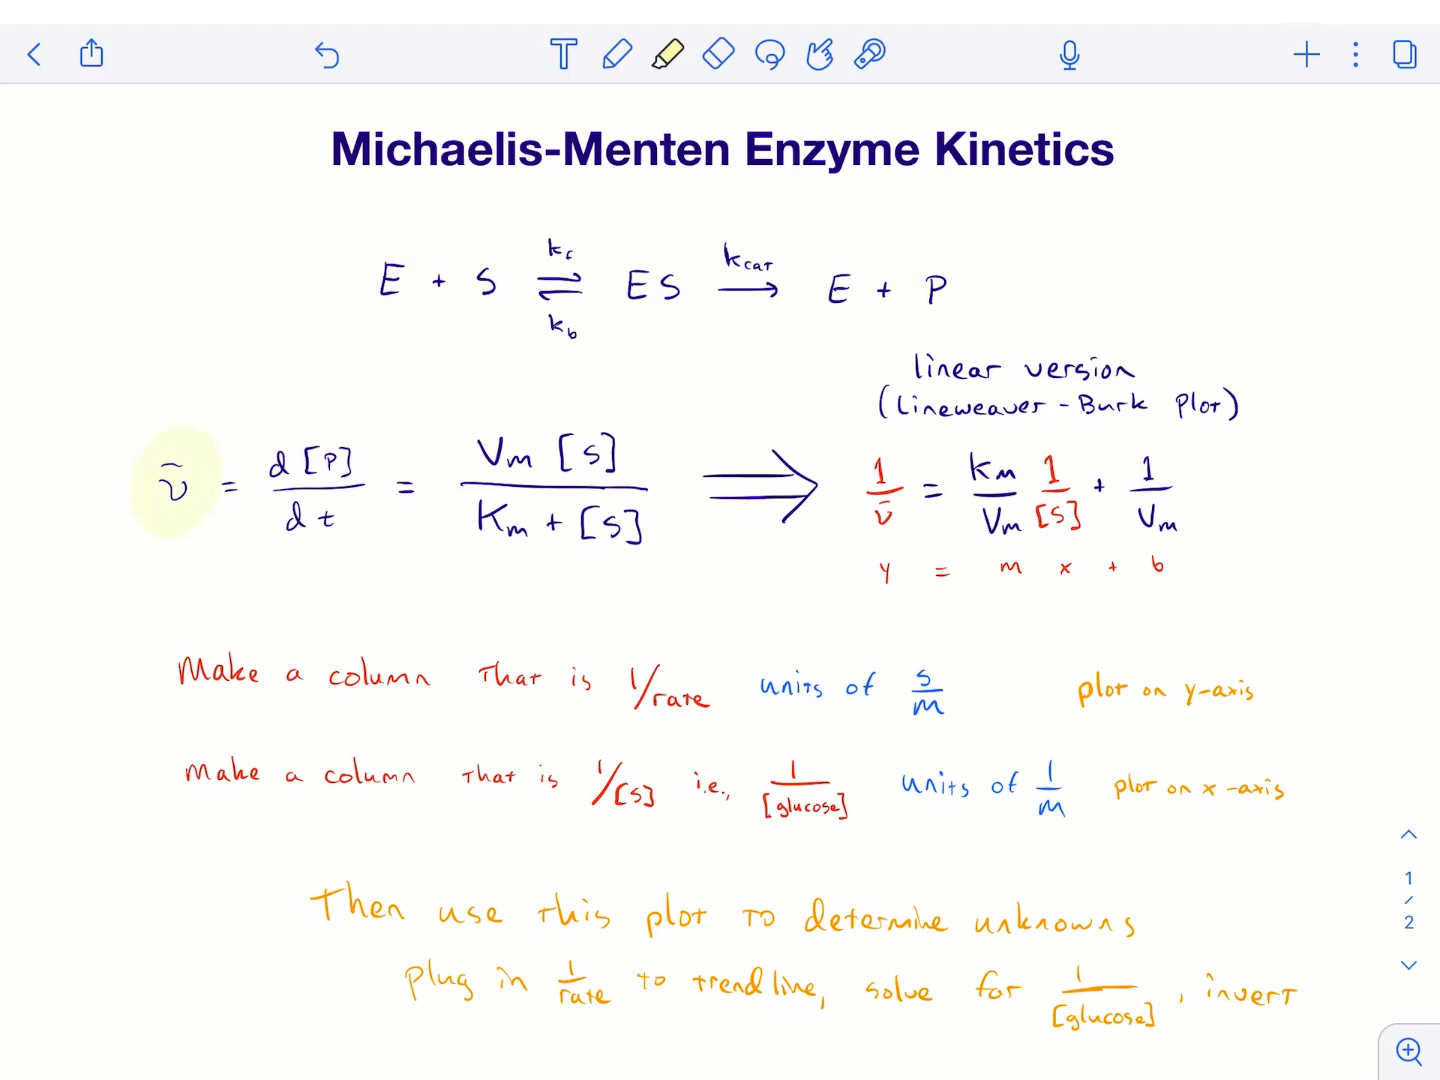 Michaelis-Menten Enzyme Kinetics
kf kcat
E + S ⇌ ES → E + P
kb
linear version
(Lineweaver-Burk Plot)
v̄ = d[P]/dt = Vm[S]/(Km + [S]) ⟹ 1/v̄ = Km/Vm 1/[S] + 1/Vm
y = m x + b
Make a column that is 1/rate units of s/M plot on y-axis
Make a column that is 1/[S] i.e., 1/[glucose] units of 1/M plot on x-axis
Then use this plot to determine unknowns
plug in 1/rate to trendline, solve for 1/[glucose], invert
1
/
2